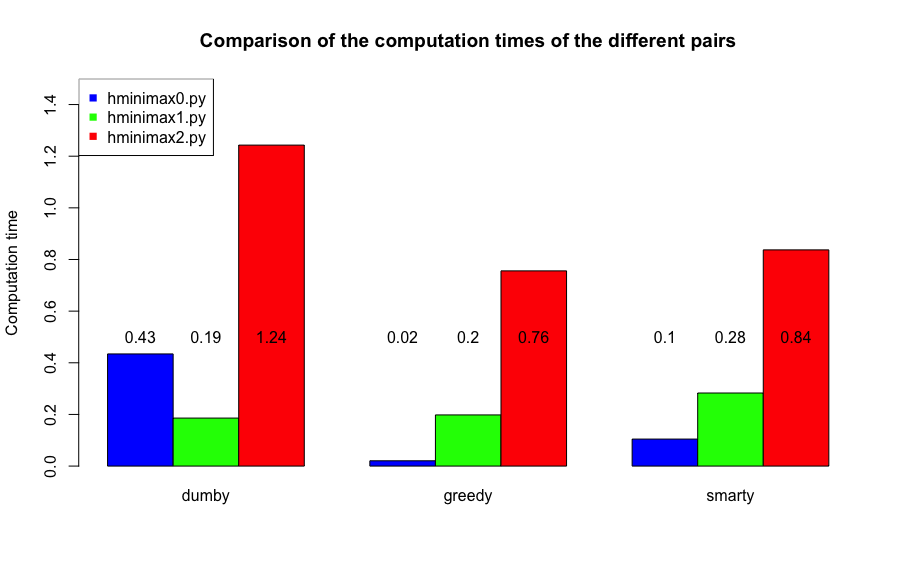 Comparison of the computation times of the different pairs
hminimax0.py
hminimax1.py
hminimax2.py
Computation time
1.4
1.2
1.0
0.8
0.6
0.4
0.2
0.0
0.43 0.19 1.24 0.02 0.2 0.76 0.1 0.28 0.84
dumby greedy smarty